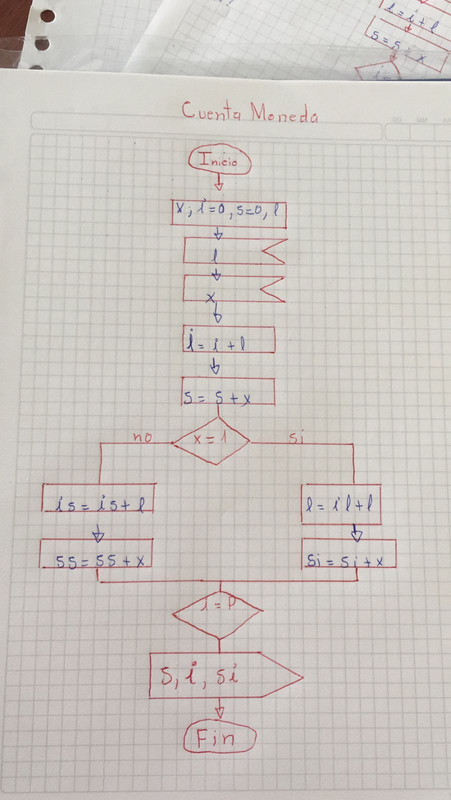 i = i + l
s = s + x
Cuenta Moneda
Inicio
x, i=0, s=0, l
l
x
i = i + l
s = s + x
x = 1
no
si
is = is + l
l = il + l
ss = ss + x
si = si + x
i = P
s, i, si
Fin